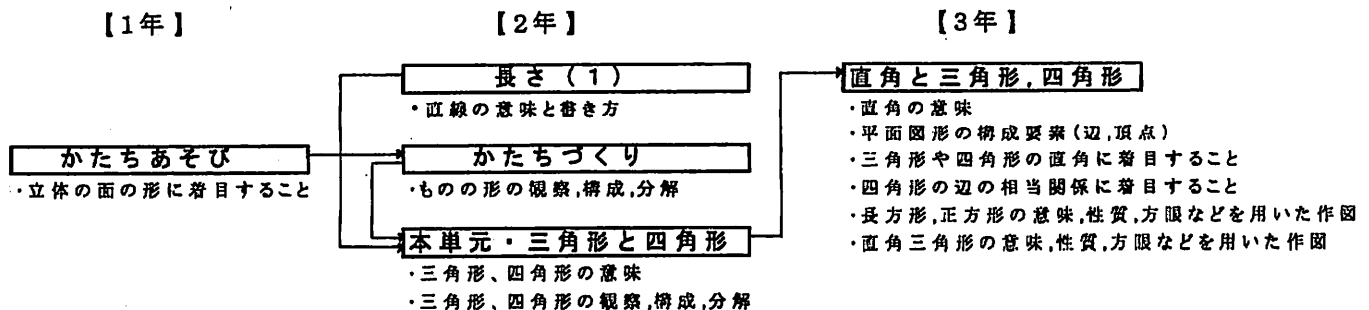 【1年】
【2年】
【3年】
長さ(1)
・直線の意味と書き方
かたちあそび
・立体の面の形に着目すること
かたちづくり
・ものの形の観察,構成,分解
本単元・三角形と四角形
・三角形、四角形の意味
・三角形、四角形の観察,構成,分解
直角と三角形,四角形
・直角の意味
・平面図形の構成要素(辺,頂点)
・三角形や四角形の直角に着目すること
・四角形の辺の相当関係に着目すること
・長方形,正方形の意味,性質,方眼などを用いた作図
・直角三角形の意味,性質,方眼などを用いた作図